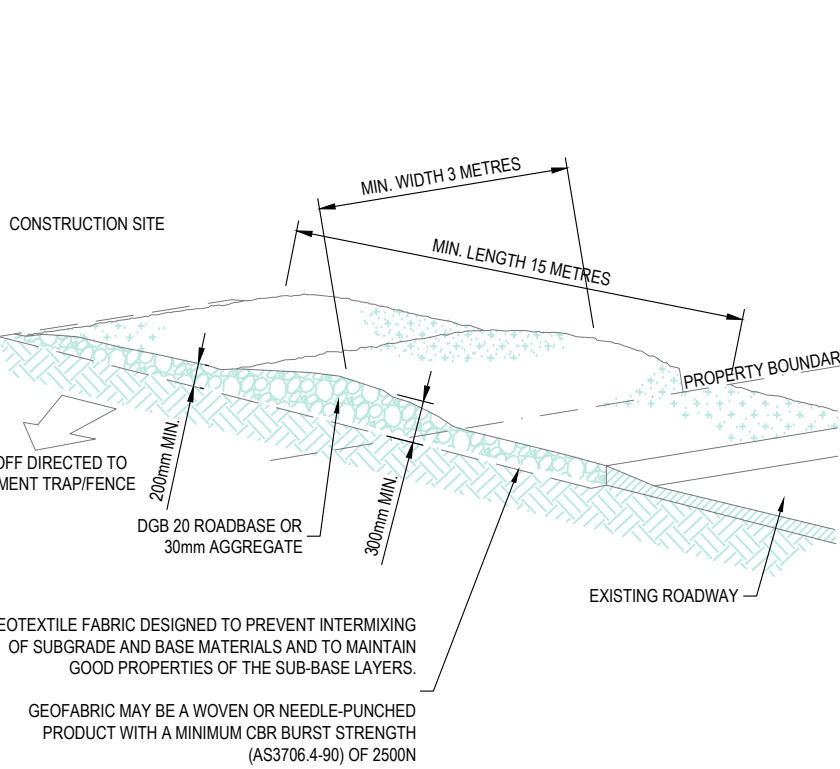 MIN. WIDTH 3 METRES
CONSTRUCTION SITE
MIN. LENGTH 15 METRES
PROPERTY BOUNDAR
OFF DIRECTED TO
MENT TRAP/FENCE
200mm MIN.
DGB 20 ROADBASE OR
30mm AGGREGATE
300mm MIN.
EXISTING ROADWAY
EOTEXTILE FABRIC DESIGNED TO PREVENT INTERMIXING
OF SUBGRADE AND BASE MATERIALS AND TO MAINTAIN
GOOD PROPERTIES OF THE SUB-BASE LAYERS.
GEOFABRIC MAY BE A WOVEN OR NEEDLE-PUNCHED
PRODUCT WITH A MINIMUM CBR BURST STRENGTH
(AS3706.4-90) OF 2500N